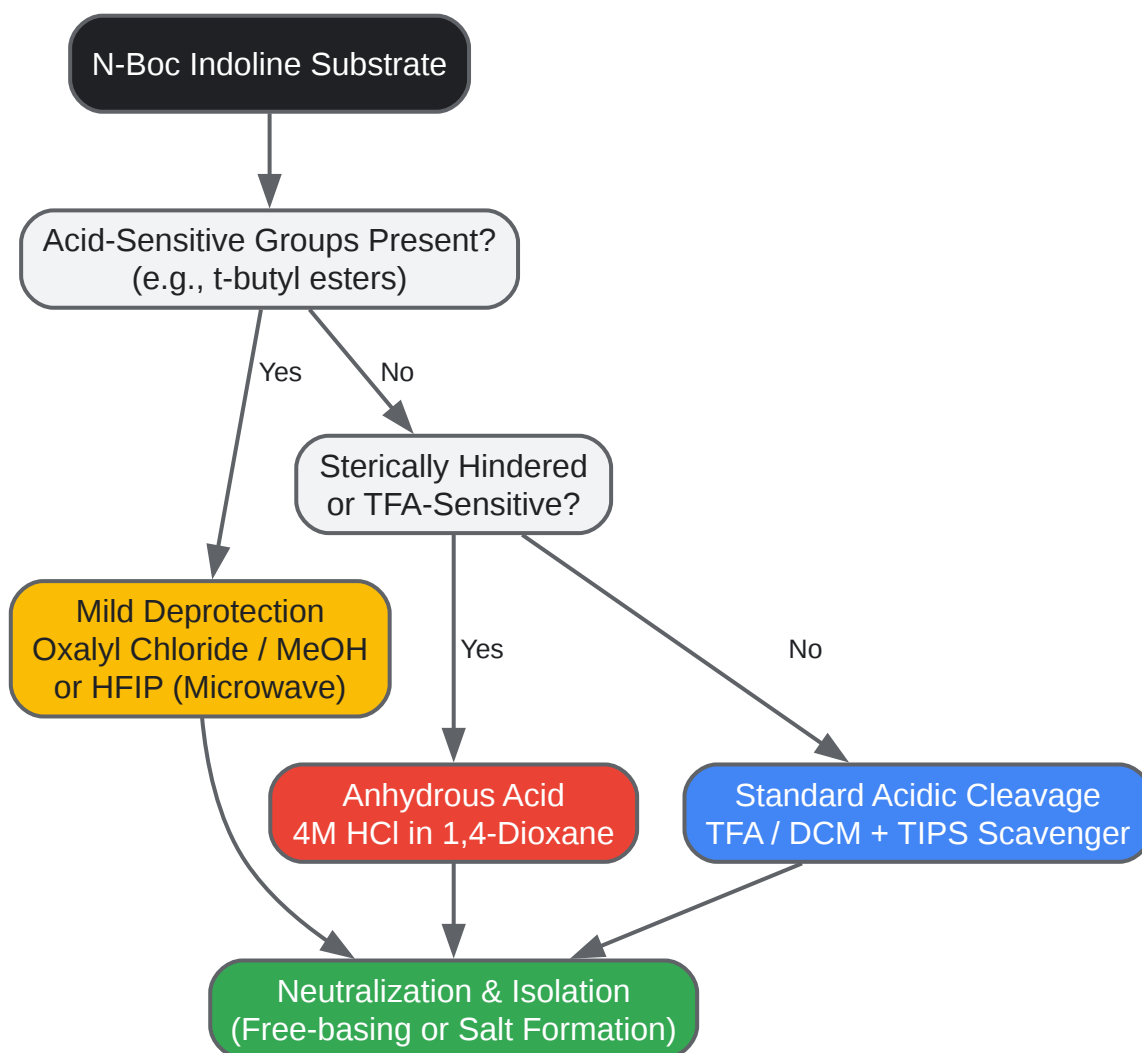 N-Boc Indoline Substrate
Acid-Sensitive Groups Present?
(e.g., t-butyl esters)
Yes
No
Sterically Hindered
or TFA-Sensitive?
Mild Deprotection
Oxalyl Chloride / MeOH
or HFIP (Microwave)
Yes
No
Anhydrous Acid
4M HCl in 1,4-Dioxane
Standard Acidic Cleavage
TFA / DCM + TIPS Scavenger
Neutralization & Isolation
(Free-basing or Salt Formation)